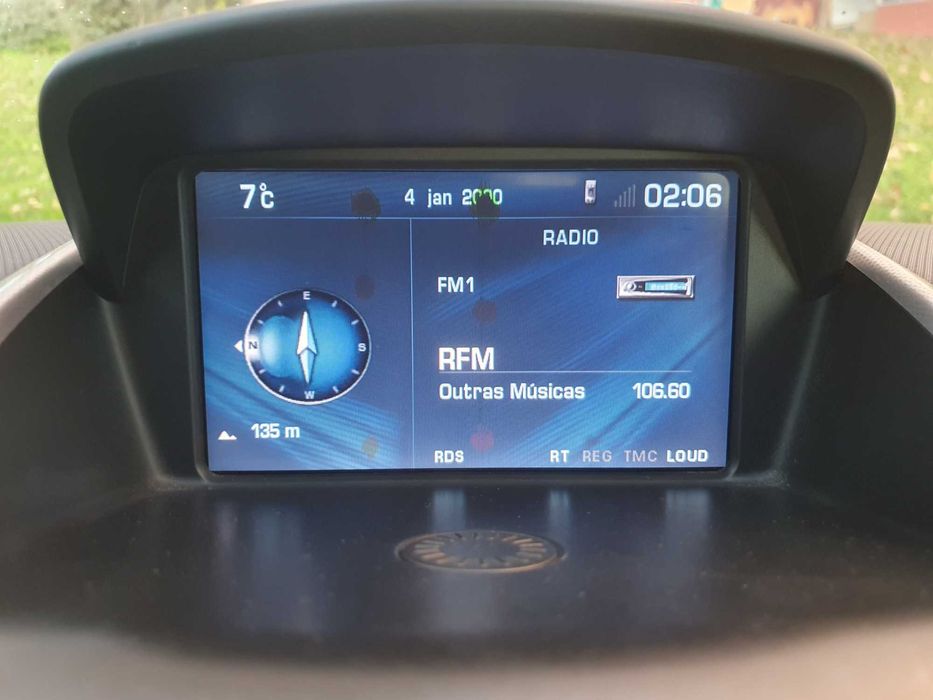 7°C 4 jan 2000 02:06
RADIO
FM1
RFM
Outras Músicas 106.60
E
N S
W
135 m
RDS RT REG TMC LOUD